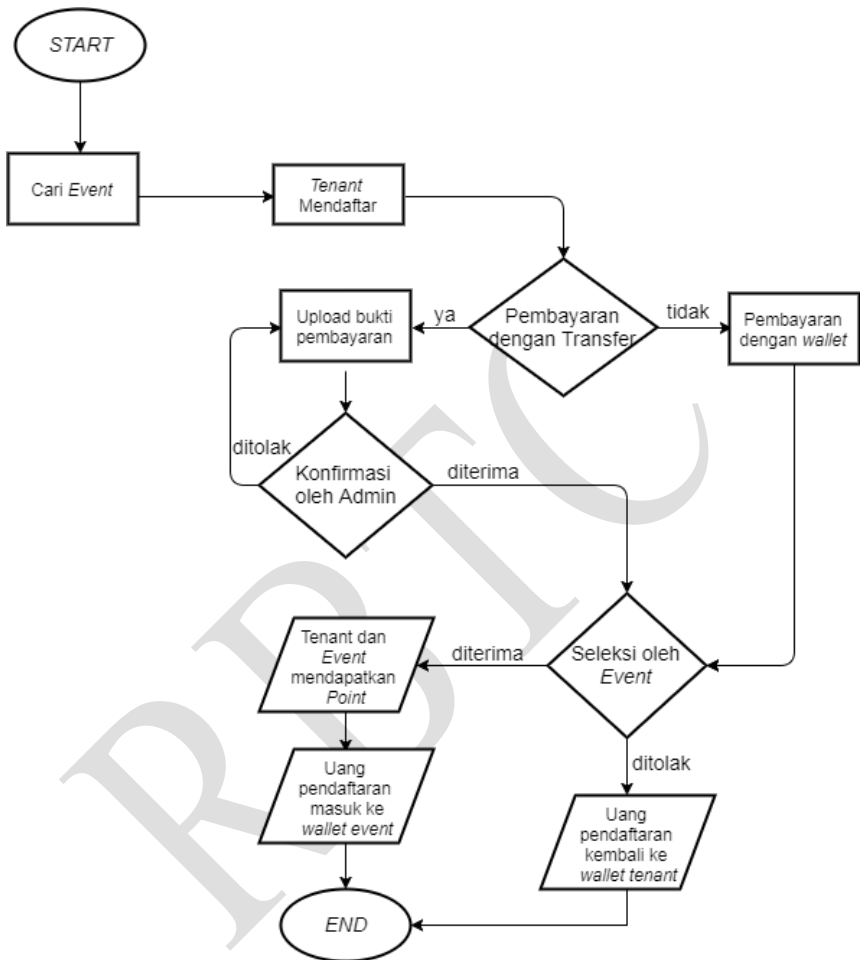 START
Cari Event
Tenant
Mendaftar
Pembayaran
dengan Transfer
ya
tidak
Upload bukti
pembayaran
Pembayaran
dengan wallet
ditolak
Konfirmasi
oleh Admin
diterima
Tenant dan
Event
mendapatkan
Point
diterima
Seleksi oleh
Event
ditolak
Uang
pendaftaran
masuk ke
wallet event
Uang
pendaftaran
kembali ke
wallet tenant
END
RBTC